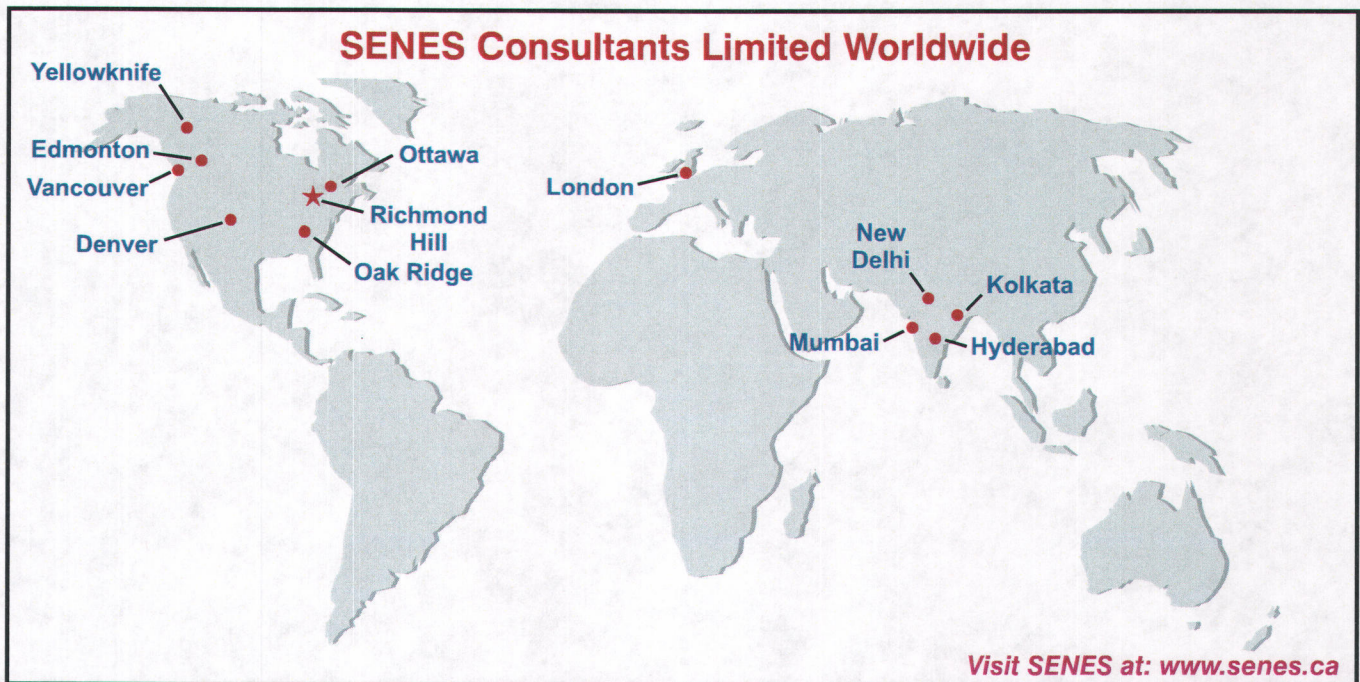 SENES Consultants Limited Worldwide
Yellowknife
Edmonton
Vancouver
Denver
Ottawa
Richmond
Hill
Oak Ridge
London
New
Delhi
Kolkata
Mumbai
Hyderabad
Visit SENES at: www.senes.ca